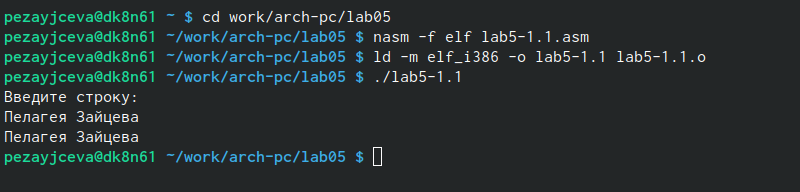 pezayjceva@dk8n61 ~ $ cd work/arch-pc/lab05
pezayjceva@dk8n61 ~/work/arch-pc/lab05 $ nasm -f elf lab5-1.1.asm
pezayjceva@dk8n61 ~/work/arch-pc/lab05 $ ld -m elf_i386 -o lab5-1.1 lab5-1.1.o
pezayjceva@dk8n61 ~/work/arch-pc/lab05 $ ./lab5-1.1
Введите строку:
Пелагея Зайцева
Пелагея Зайцева
pezayjceva@dk8n61 ~/work/arch-pc/lab05 $